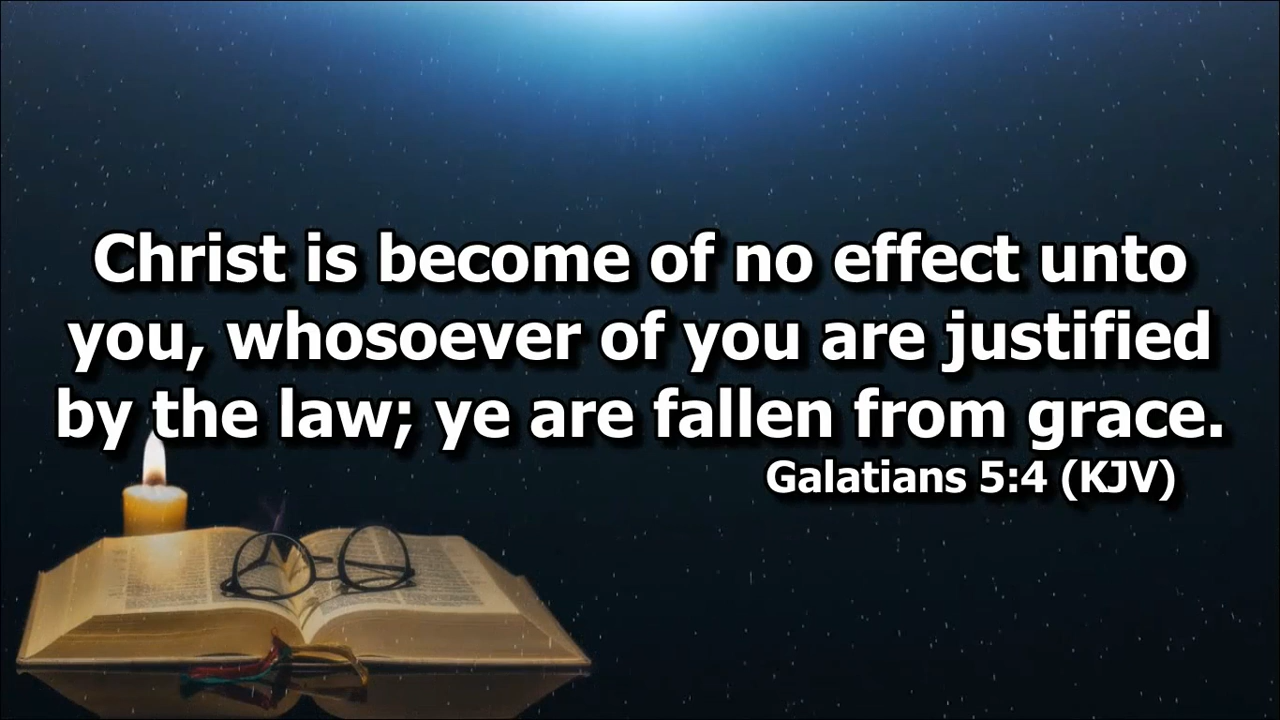 Christ is become of no effect unto
you, whosoever of you are justified
by the law; ye are fallen from grace.
Galatians 5:4 (KJV)